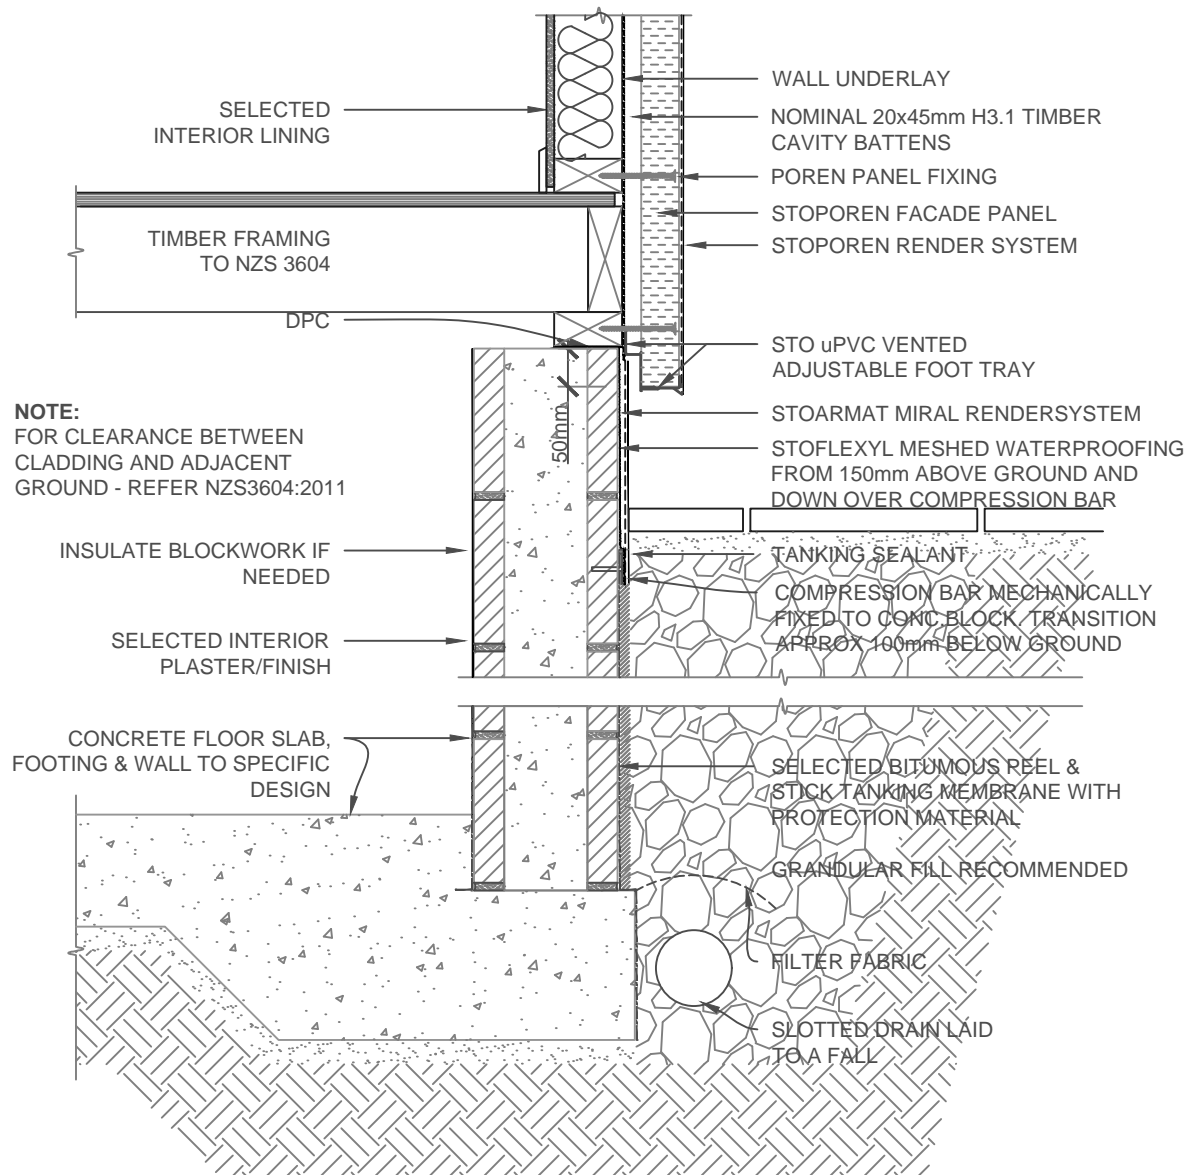 SELECTED
INTERIOR LINING
TIMBER FRAMING
TO NZS 3604
DPC
NOTE:
FOR CLEARANCE BETWEEN
CLADDING AND ADJACENT
GROUND - REFER NZS3604:2011
INSULATE BLOCKWORK IF
NEEDED
SELECTED INTERIOR
PLASTER/FINISH
CONCRETE FLOOR SLAB,
FOOTING & WALL TO SPECIFIC
DESIGN
50mm
WALL UNDERLAY
NOMINAL 20x45mm H3.1 TIMBER
CAVITY BATTENS
POREN PANEL FIXING
STOPOREN FACADE PANEL
STOPOREN RENDER SYSTEM
STO uPVC VENTED
ADJUSTABLE FOOT TRAY
STOARMAT MIRAL RENDERSYSTEM
STOFLEXYL MESHED WATERPROOFING
FROM 150mm ABOVE GROUND AND
DOWN OVER COMPRESSION BAR
TANKING SEALANT
COMPRESSION BAR MECHANICALLY
FIXED TO CONC.BLOCK. TRANSITION
APPROX 100mm BELOW GROUND
SELECTED BITUMOUS PEEL &
STICK TANKING MEMBRANE WITH
PROTECTION MATERIAL
GRANDULAR FILL RECOMMENDED
FILTER FABRIC
SLOTTED DRAIN LAID
TO A FALL